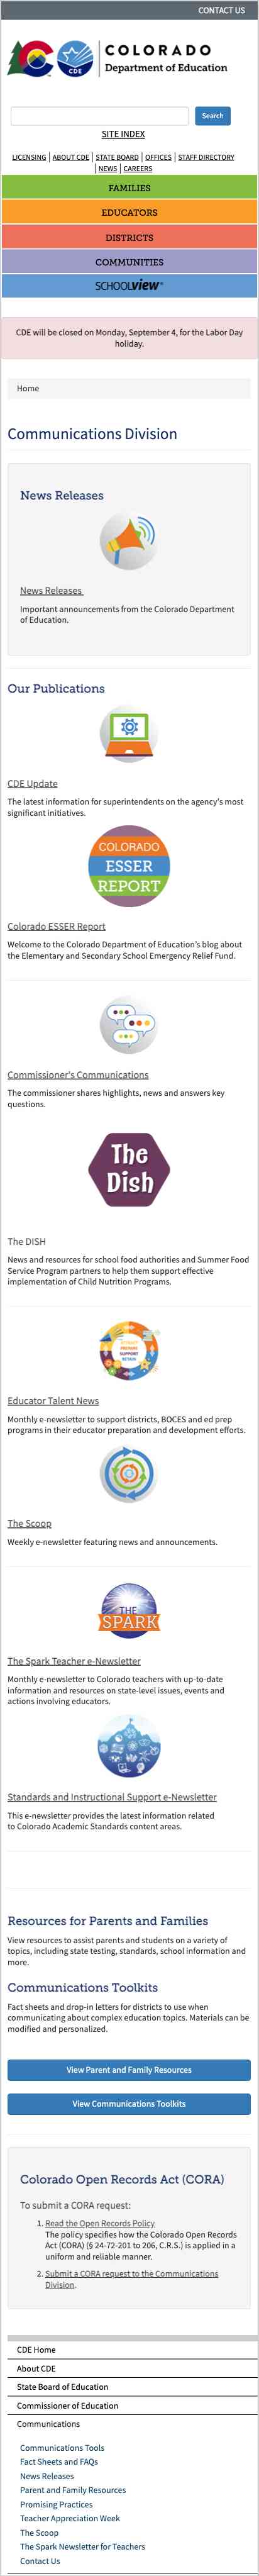 CONTACT US
COLORADO
Department of Education
CDE
Search
SITE INDEX
LICENSING | ABOUT CDE | STATE BOARD | OFFICES | STAFF DIRECTORY
| NEWS | CAREERS
FAMILIES
EDUCATORS
DISTRICTS
COMMUNITIES
SCHOOLVIEW®
CDE will be closed on Monday, September 4, for the Labor Day
holiday.
Home
Communications Division
News Releases
News Releases
Important announcements from the Colorado Department
of Education.
Our Publications
CDE Update
The latest information for superintendents on the agency's most
significant initiatives.
COLORADO
ESSER
REPORT
Colorado ESSER Report
Welcome to the Colorado Department of Education's blog about
the Elementary and Secondary School Emergency Relief Fund.
Commissioner's Communications
The commissioner shares highlights, news and answers key
questions.
The
Dish
The DISH
News and resources for school food authorities and Summer Food
Service Program partners to help them support effective
implementation of Child Nutrition Programs.
Educator Talent News
Monthly e-newsletter to support districts, BOCES and ed prep
programs in their educator preparation and development efforts.
The Scoop
Weekly e-newsletter featuring news and announcements.
THE
SPARK
The Spark Teacher e-Newsletter
Monthly e-newsletter to Colorado teachers with up-to-date
information and resources on state-level issues, events and
actions involving educators.
Standards and Instructional Support e-Newsletter
This e-newsletter provides the latest information related
to Colorado Academic Standards content areas.
Resources for Parents and Families
View resources to assist parents and students on a variety of
topics, including state testing, standards, school information and
more.
Communications Toolkits
Fact sheets and drop-in letters for districts to use when
communicating about complex education topics. Materials can be
modified and personalized.
View Parent and Family Resources
View Communications Toolkits
Colorado Open Records Act (CORA)
To submit a CORA request:
1. Read the Open Records Policy
The policy specifies how the Colorado Open Records
Act (CORA) (§ 24-72-201 to 206, C.R.S.) is applied in a
uniform and reliable manner.
2. Submit a CORA request to the Communications
Division.
CDE Home
About CDE
State Board of Education
Commissioner of Education
Communications
Communications Tools
Fact Sheets and FAQs
News Releases
Parent and Family Resources
Promising Practices
Teacher Appreciation Week
The Scoop
The Spark Newsletter for Teachers
Contact Us